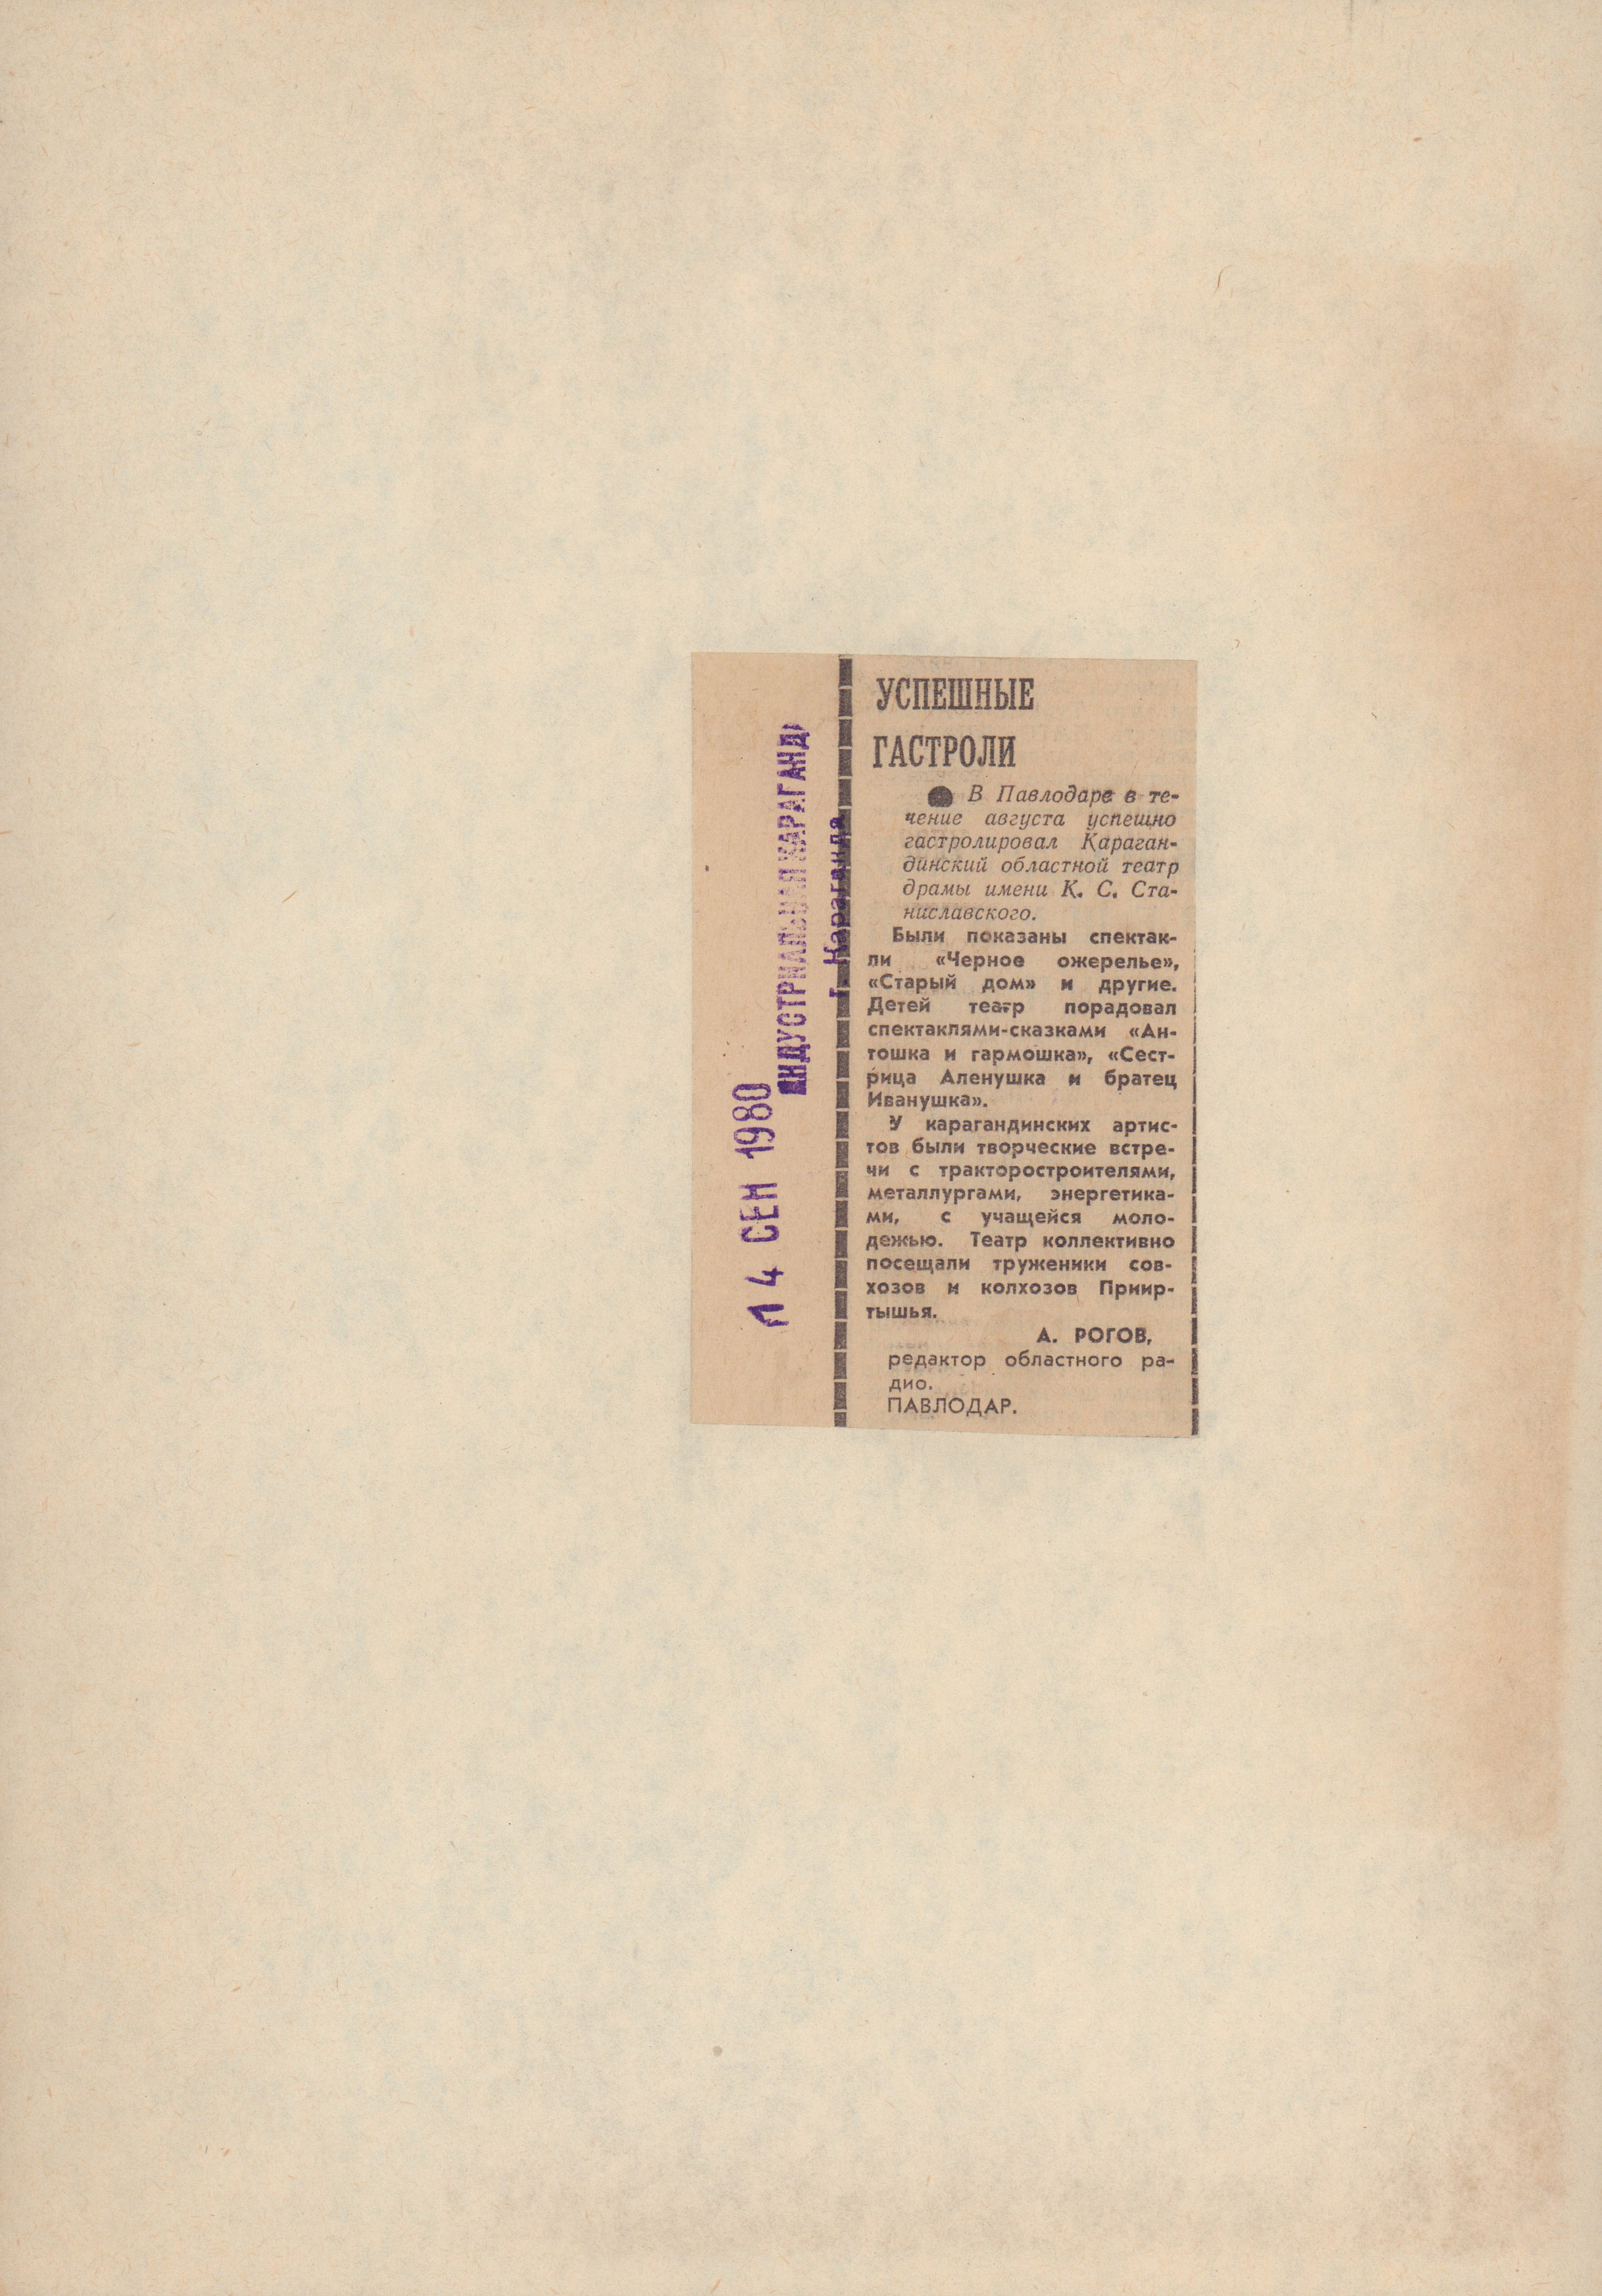 УСПЕШНЫЕ
ГАСТРОЛИ
● В Павлодаре в те-
чение августа успешно
гастролировал Караган-
динский областной театр
драмы имени К. С. Ста-
ниславского.
Были показаны спектак-
ли «Черное ожерелье»,
«Старый дом» и другие.
Детей театр порадовал
спектаклями-сказками «Ан-
тошка и гармошка», «Сест-
рица Аленушка и братец
Иванушка».
У карагандинских артис-
тов были творческие встре-
чи с тракторостроителями,
металлургами, энергетика-
ми, с учащейся моло-
дежью. Театр коллективно
посещали труженики сов-
хозов и колхозов Приир-
тышья.
А. РОГОВ,
редактор областного ра-
дио.
ПАВЛОДАР.
14 СЕН 1980
ИНДУСТРИАЛЬНАЯ КАРАГАНДА
г. Караганда